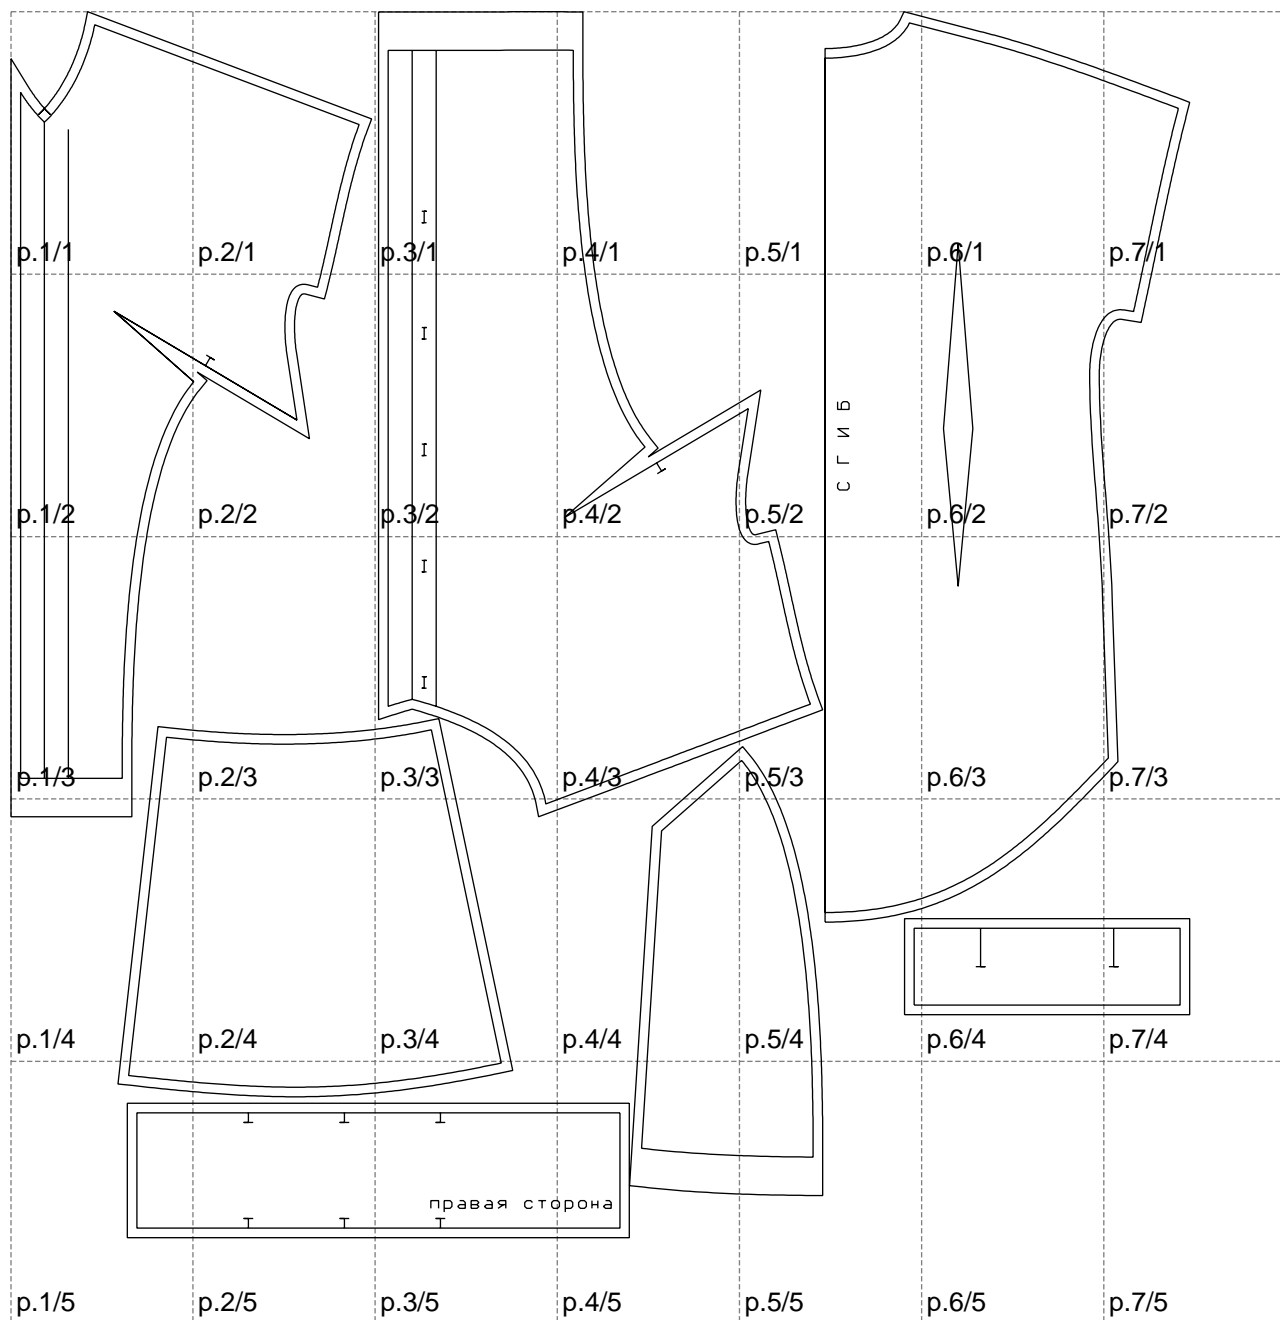 p.1/1 p.2/1 p.3/1 p.4/1 p.5/1 p.6/1 p.7/1
СГИБ
p.1/2 p.2/2 p.3/2 p.4/2 p.5/2 p.6/2 p.7/2
p.1/3 p.2/3 p.3/3 p.4/3 p.5/3 p.6/3 p.7/3
p.1/4 p.2/4 p.3/4 p.4/4 p.5/4 p.6/4 p.7/4
правая сторона
p.1/5 p.2/5 p.3/5 p.4/5 p.5/5 p.6/5 p.7/5